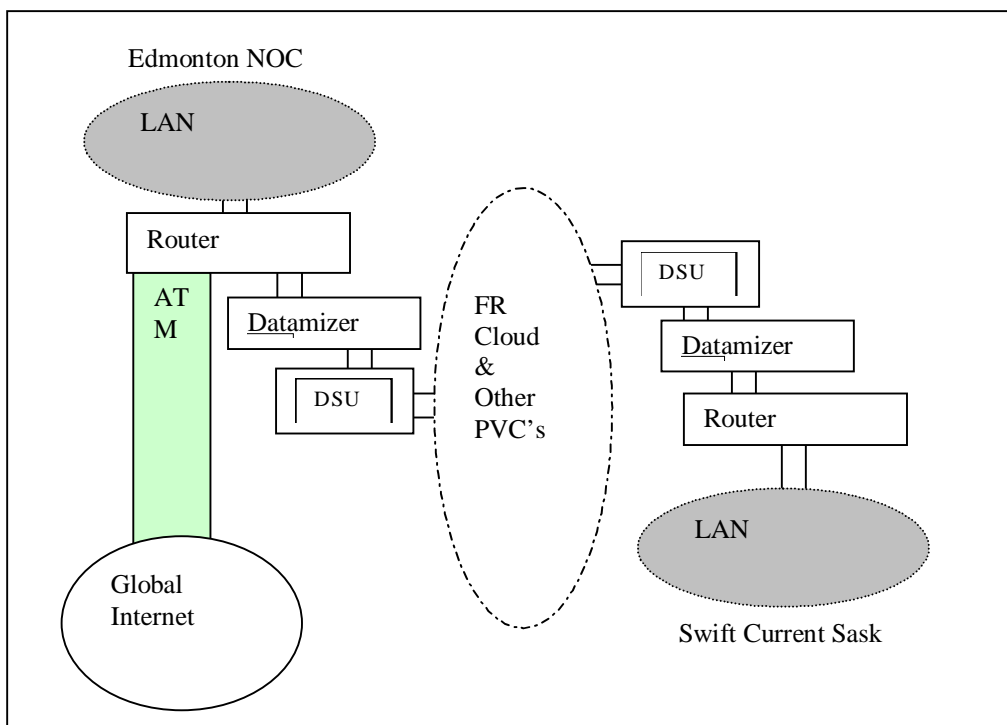 Edmonton NOC
LAN
Router
AT
M
Datamizer
DSU
FR
Cloud
&
Other
PVC's
DSU
Datamizer
Router
LAN
Swift Current Sask
Global
Internet